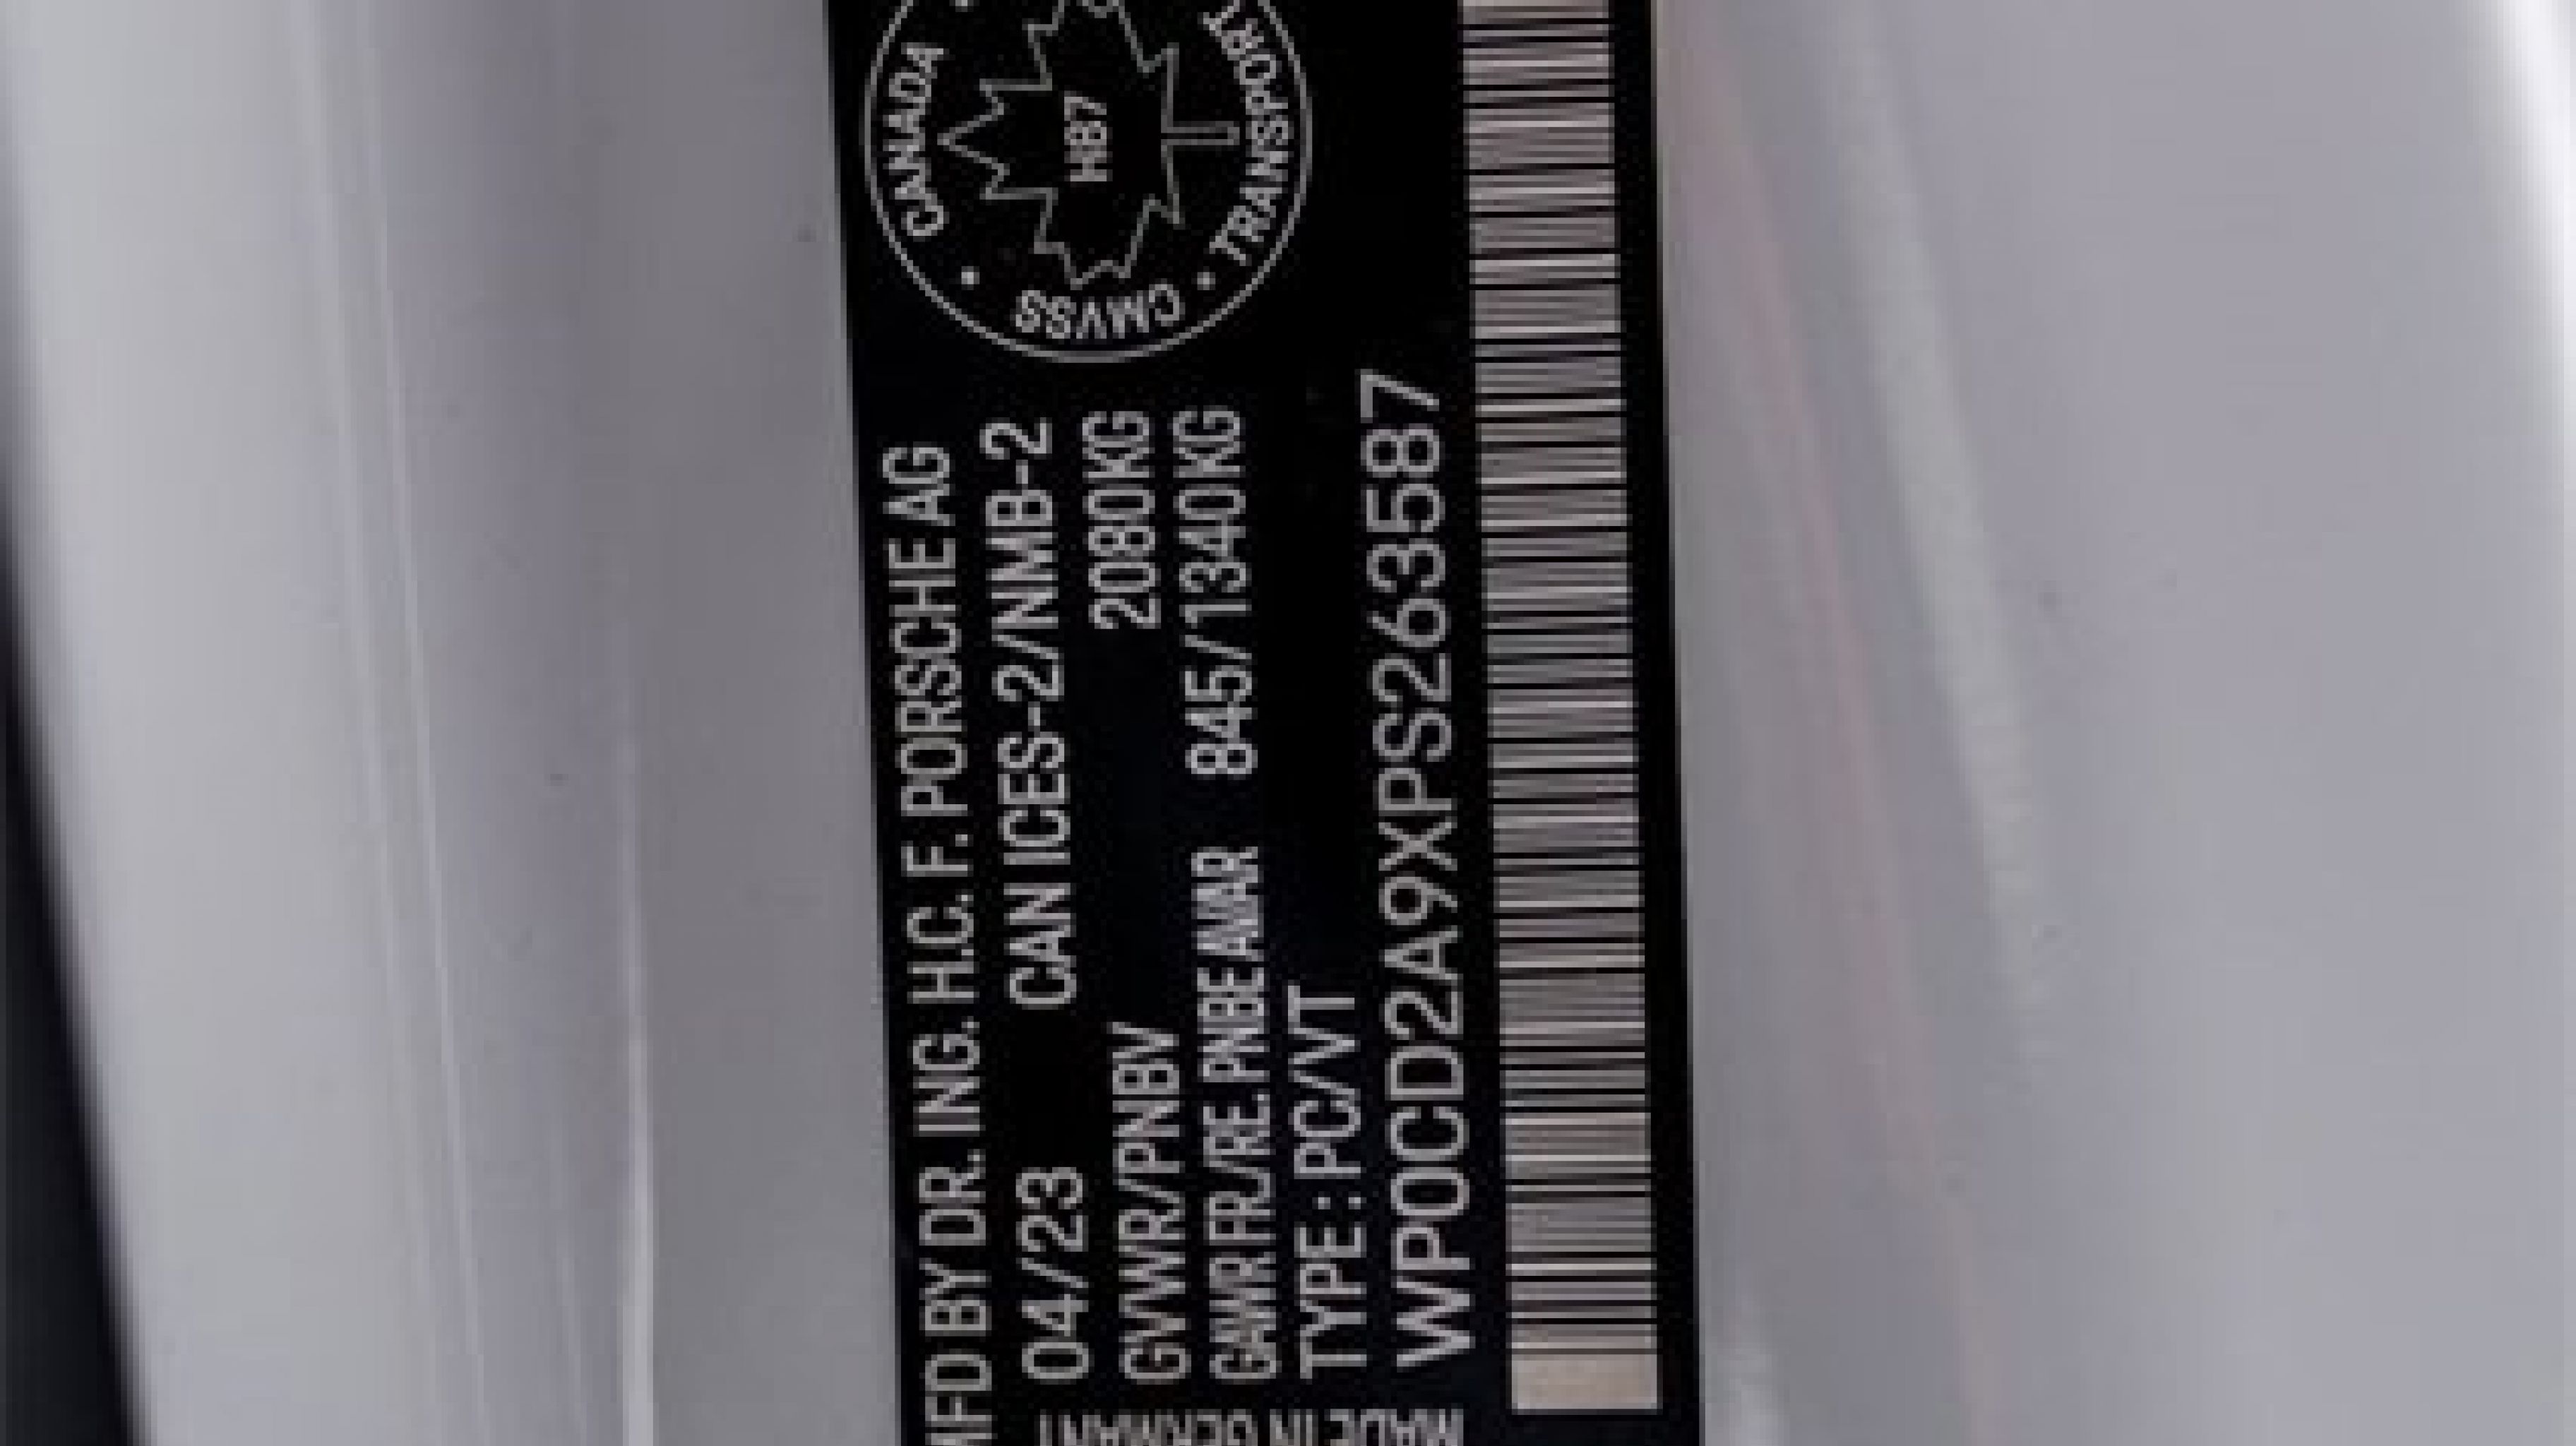 MFD BY DR. ING. H.C. F. PORSCHE AG
04/23 CAN ICES-2/NMB-2
GVWR/PNBV 2080KG
GAWR FR./RE. PNBE AV/AR 845/1340KG
TYPE : PC/VT
WP0CD2A9XPS263587
MADE IN GERMANY
CANADA
TRANSPORT
CMVSS